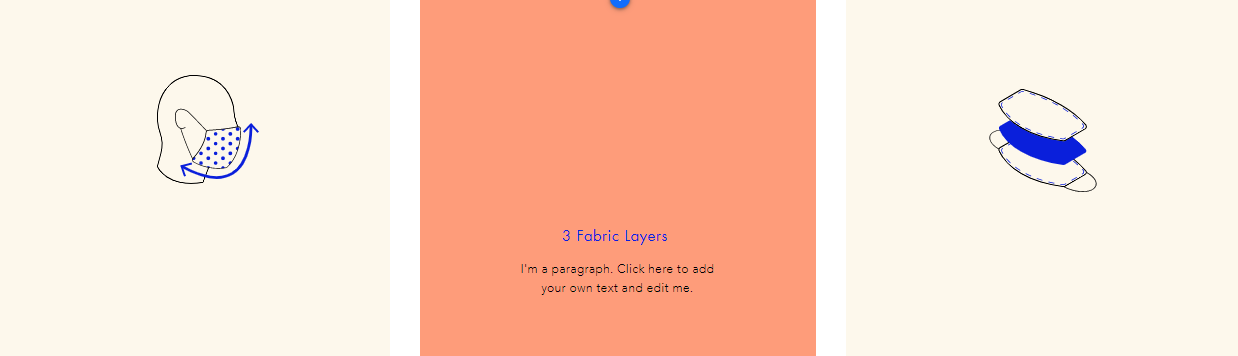 3 Fabric Layers
I'm a paragraph. Click here to add
your own text and edit me.